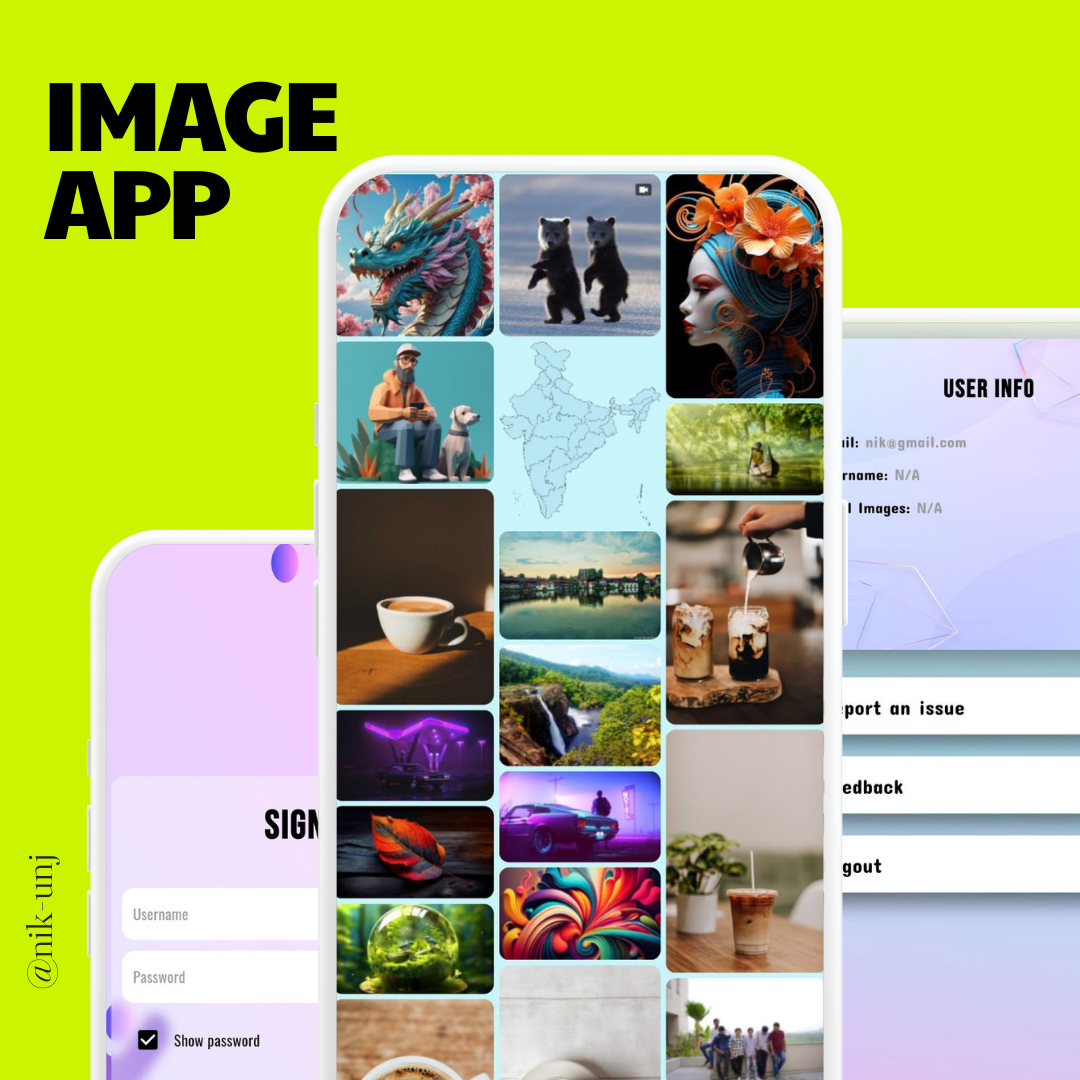 IMAGE
APP
USER INFO
il: nik@gmail.com
rname: N/A
l Images: N/A
port an issue
edback
gout
SIGN
Username
Password
Show password
@nik-unj